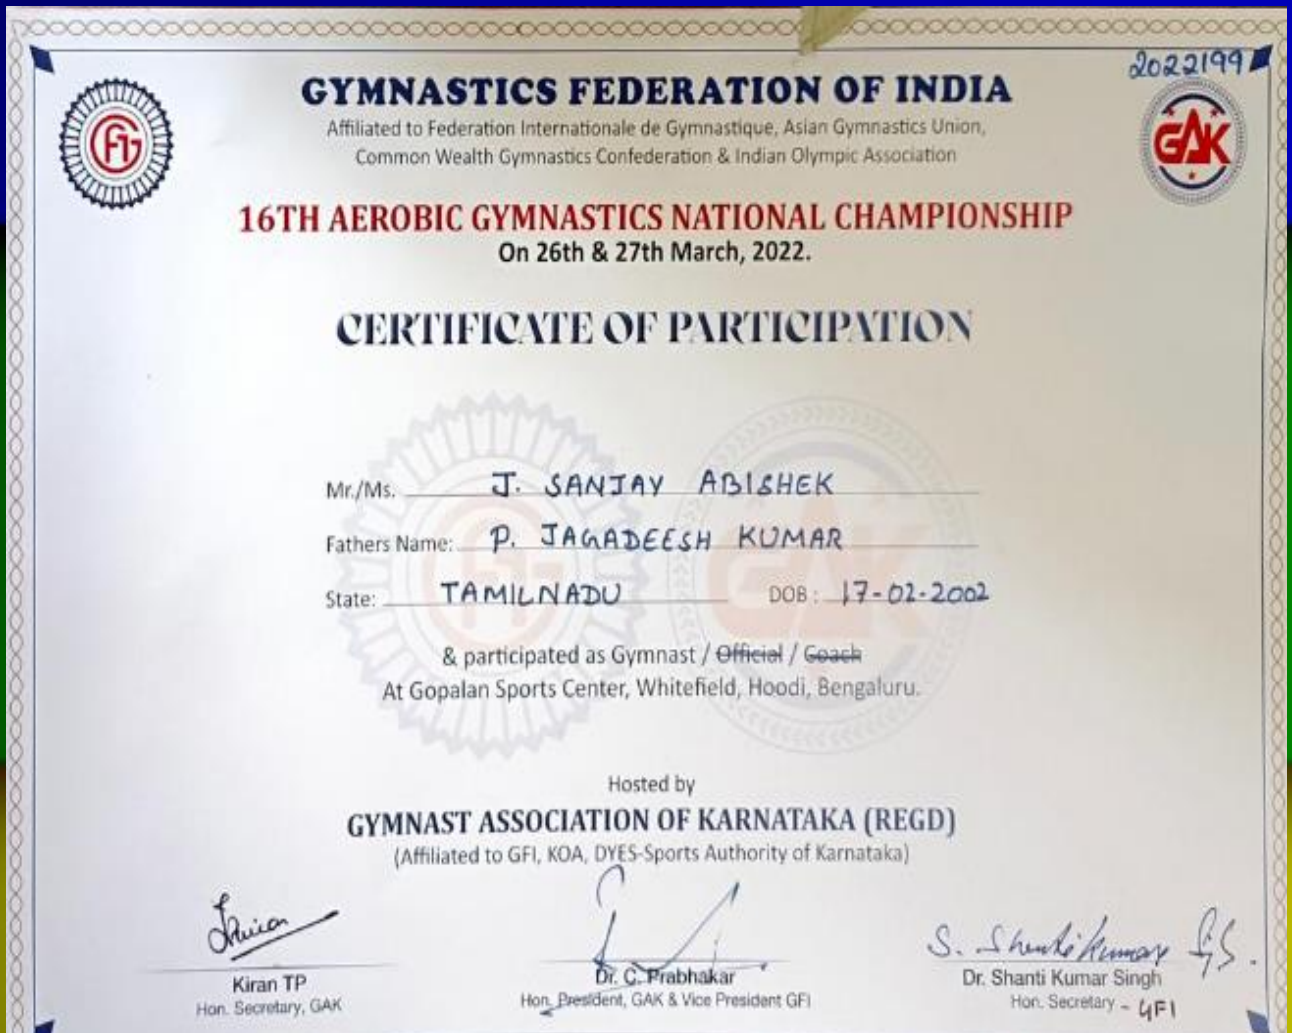 2022199
GYMNASTICS FEDERATION OF INDIA
Affiliated to Federation Internationale de Gymnastique, Asian Gymnastics Union,
Common Wealth Gymnastics Confederation & Indian Olympic Association
GAK
16TH AEROBIC GYMNASTICS NATIONAL CHAMPIONSHIP
On 26th & 27th March, 2022.
CERTIFICATE OF PARTICIPATION
Mr./Ms. J. SANJAY ABISHEK
Fathers Name: P. JAGADEESH KUMAR
State: TAMILNADU DOB : 17-02-2002
& participated as Gymnast / Official / Coach
At Gopalan Sports Center, Whitefield, Hoodi, Bengaluru.
Hosted by
GYMNAST ASSOCIATION OF KARNATAKA (REGD)
(Affiliated to GFI, KOA, DYES-Sports Authority of Karnataka)
Kiran TP
Hon. Secretary, GAK
Dr. C. Prabhakar
Hon. President, GAK & Vice President GFI
S. Shantikumar
Dr. Shanti Kumar Singh
Hon. Secretary - GFI